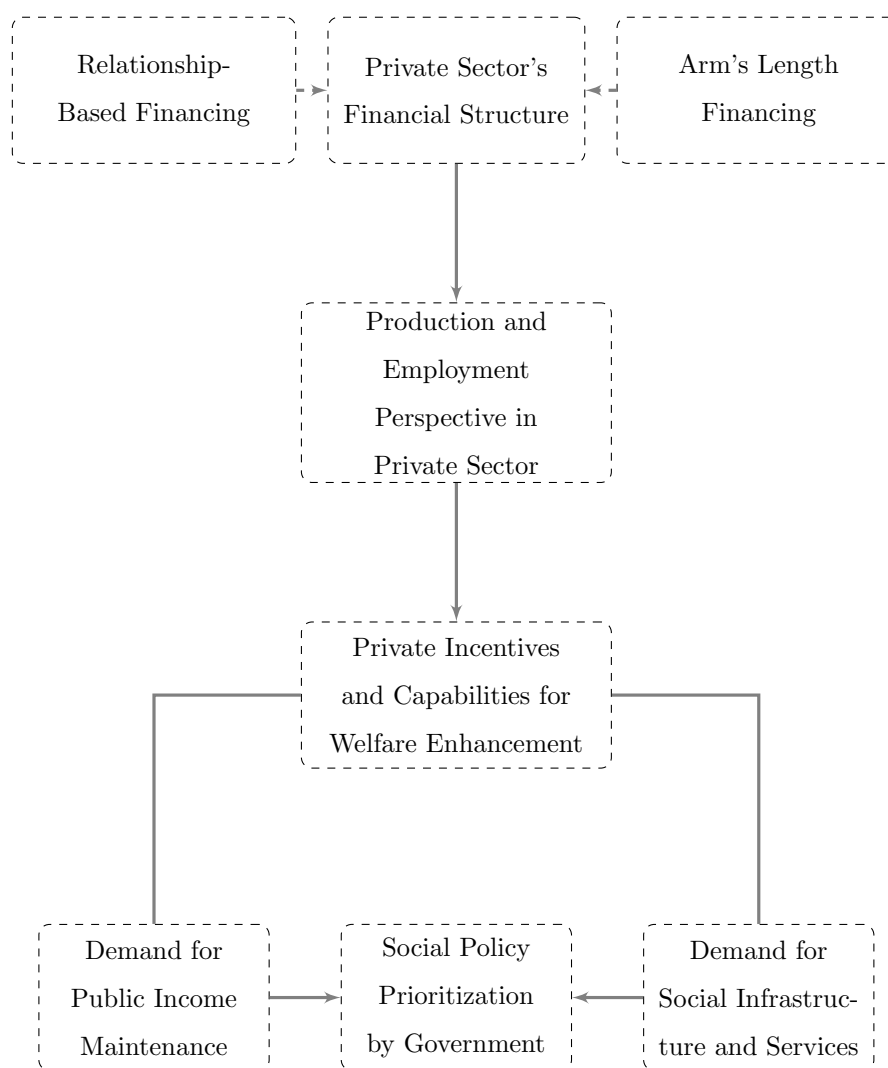 Relationship-
Based Financing
Private Sector's
Financial Structure
Arm's Length
Financing
Production and
Employment
Perspective in
Private Sector
Private Incentives
and Capabilities for
Welfare Enhancement
Demand for
Public Income
Maintenance
Social Policy
Prioritization
by Government
Demand for
Social Infrastruc-
ture and Services